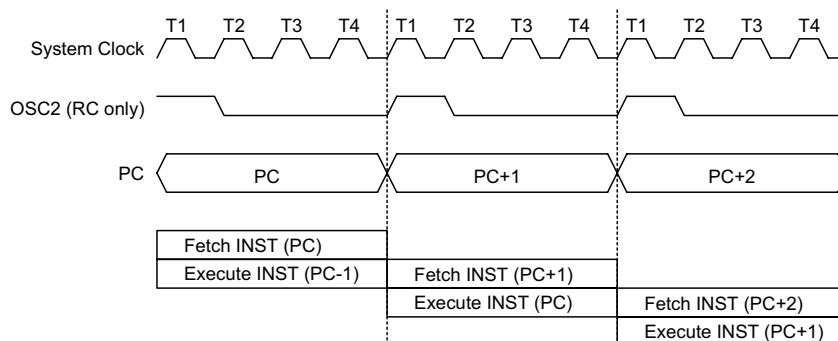 T1 T2 T3 T4 T1 T2 T3 T4 T1 T2 T3 T4
System Clock
OSC2 (RC only)
PC PC PC+1 PC+2
Fetch INST (PC)
Execute INST (PC-1) Fetch INST (PC+1)
Execute INST (PC) Fetch INST (PC+2)
Execute INST (PC+1)